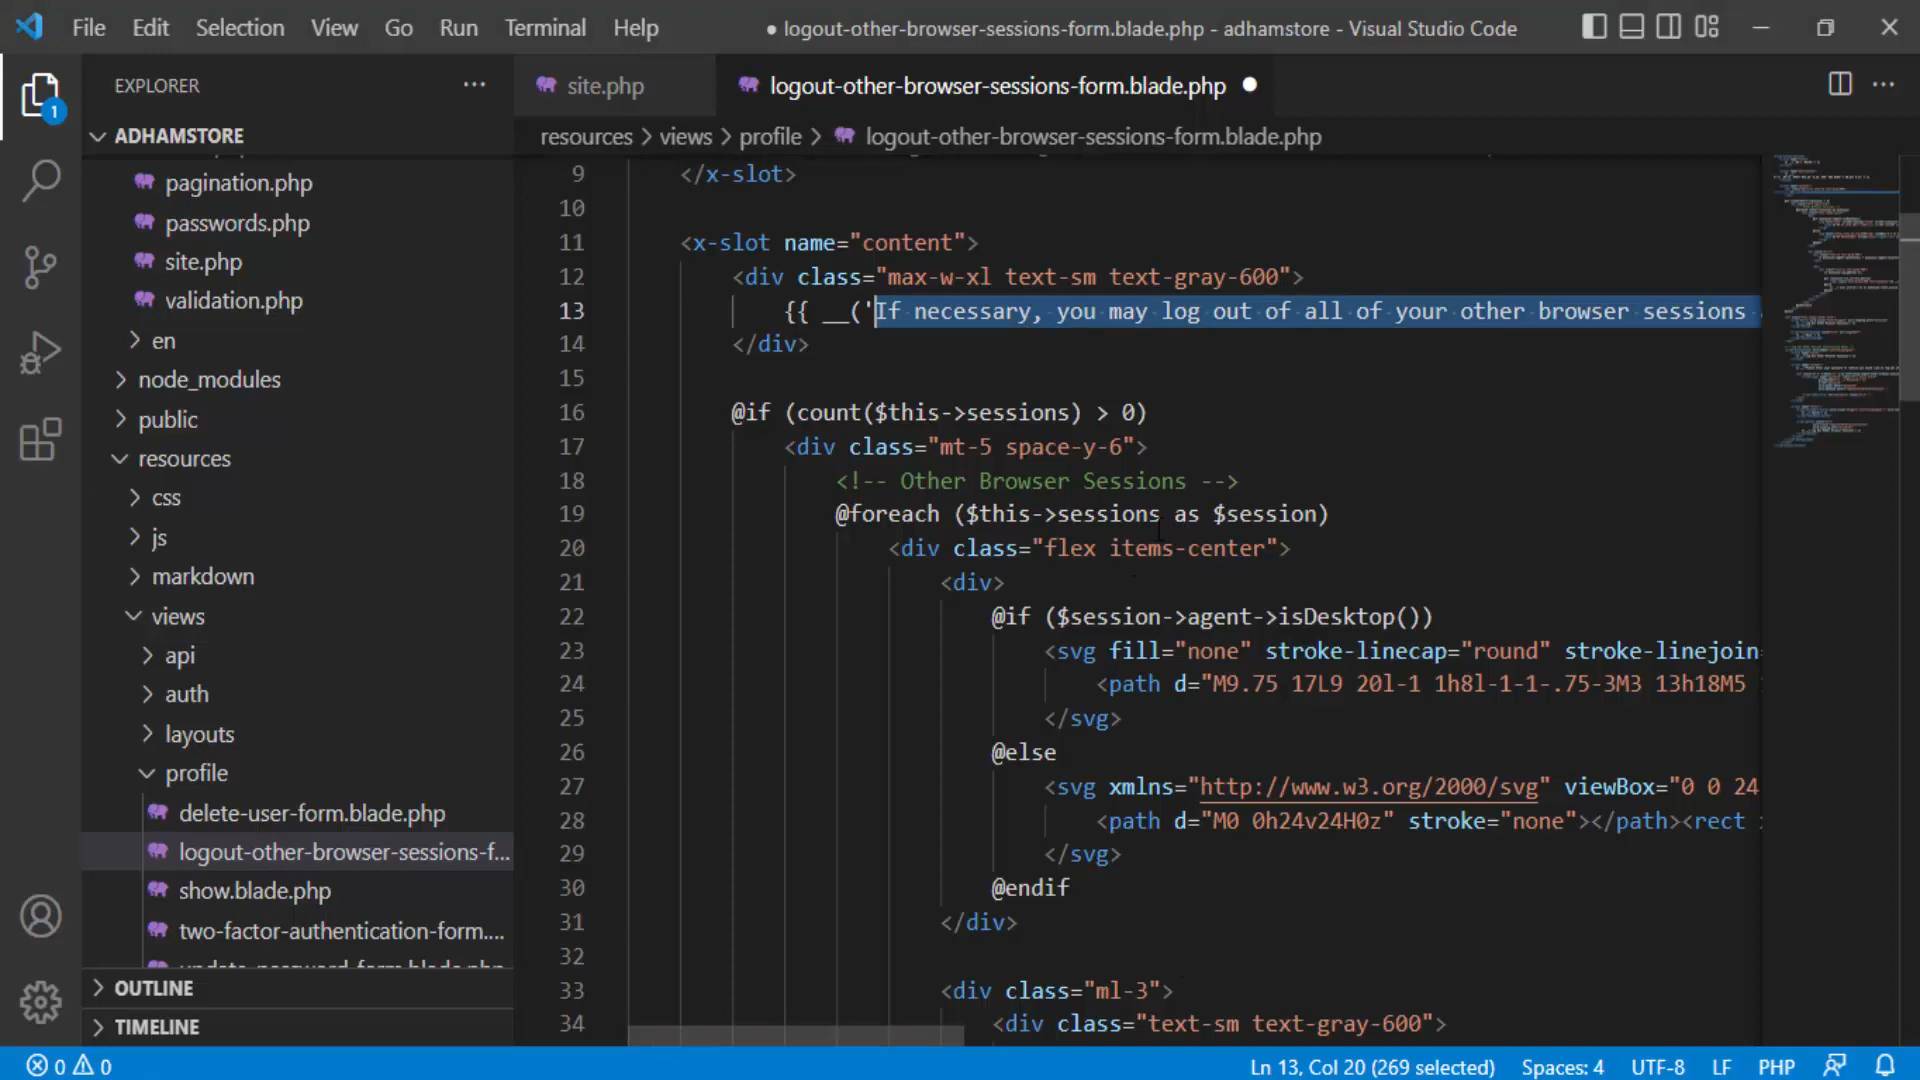 File Edit Selection View Go Run Terminal Help
● logout-other-browser-sessions-form.blade.php - adhamstore - Visual Studio Code
EXPLORER
site.php
logout-other-browser-sessions-form.blade.php
resources > views > profile > logout-other-browser-sessions-form.blade.php
1
ADHAMSTORE
pagination.php
passwords.php
site.php
validation.php
en
node_modules
public
resources
css
js
markdown
views
api
auth
layouts
profile
delete-user-form.blade.php
logout-other-browser-sessions-f...
show.blade.php
two-factor-authentication-form....
update-password-form.blade.php
OUTLINE
TIMELINE
9 </x-slot>
10
11 <x-slot name="content">
12 <div class="max-w-xl text-sm text-gray-600">
13 {{ __('If necessary, you may log out of all of your other browser sessions
14 </div>
15
16 @if (count($this->sessions) > 0)
17 <div class="mt-5 space-y-6">
18 <!-- Other Browser Sessions -->
19 @foreach ($this->sessions as $session)
20 <div class="flex items-center">
21 <div>
22 @if ($session->agent->isDesktop())
23 <svg fill="none" stroke-linecap="round" stroke-linejoin=
24 <path d="M9.75 17L9 20l-1 1h8l-1-1-.75-3M3 13h18M5
25 </svg>
26 @else
27 <svg xmlns="http://www.w3.org/2000/svg" viewBox="0 0 24
28 <path d="M0 0h24v24H0z" stroke="none"></path><rect
29 </svg>
30 @endif
31 </div>
32
33 <div class="ml-3">
34 <div class="text-sm text-gray-600">
0 0
Ln 13, Col 20 (269 selected) Spaces: 4 UTF-8 LF PHP